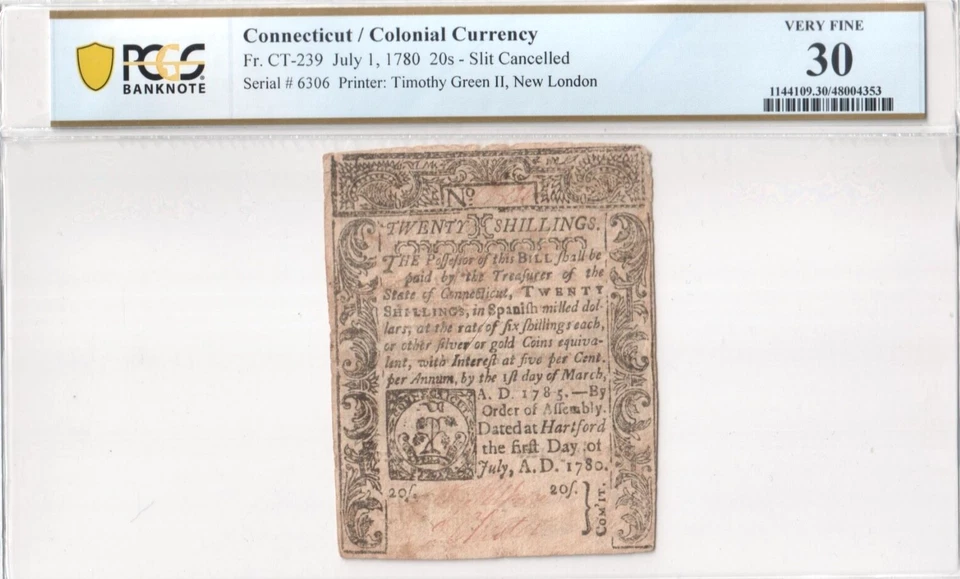 PCGS
BANKNOTE
Connecticut / Colonial Currency
Fr. CT-239 July 1, 1780 20s - Slit Cancelled
Serial # 6306 Printer: Timothy Green II, New London
VERY FINE
30
1144109.30/48004353
No
TWENTY SHILLINGS.
THE Poſſeſſor of this BILL ſhall be
paid by the Treaſurer of the
State of Connecticut, TWENTY
SHILLINGS, in Spaniſh milled dol-
lars, at the rate of ſix ſhillings each,
or other ſilver or gold Coins equiva-
lent, with Intereſt at five per Cent.
per Annum, by the 1ſt day of March,
A. D. 1785.—By
Order of Aſſembly.
Dated at Hartford
the firſt Day of
July, A.D. 1780.
20ſ. 20ſ.
COM'IT.